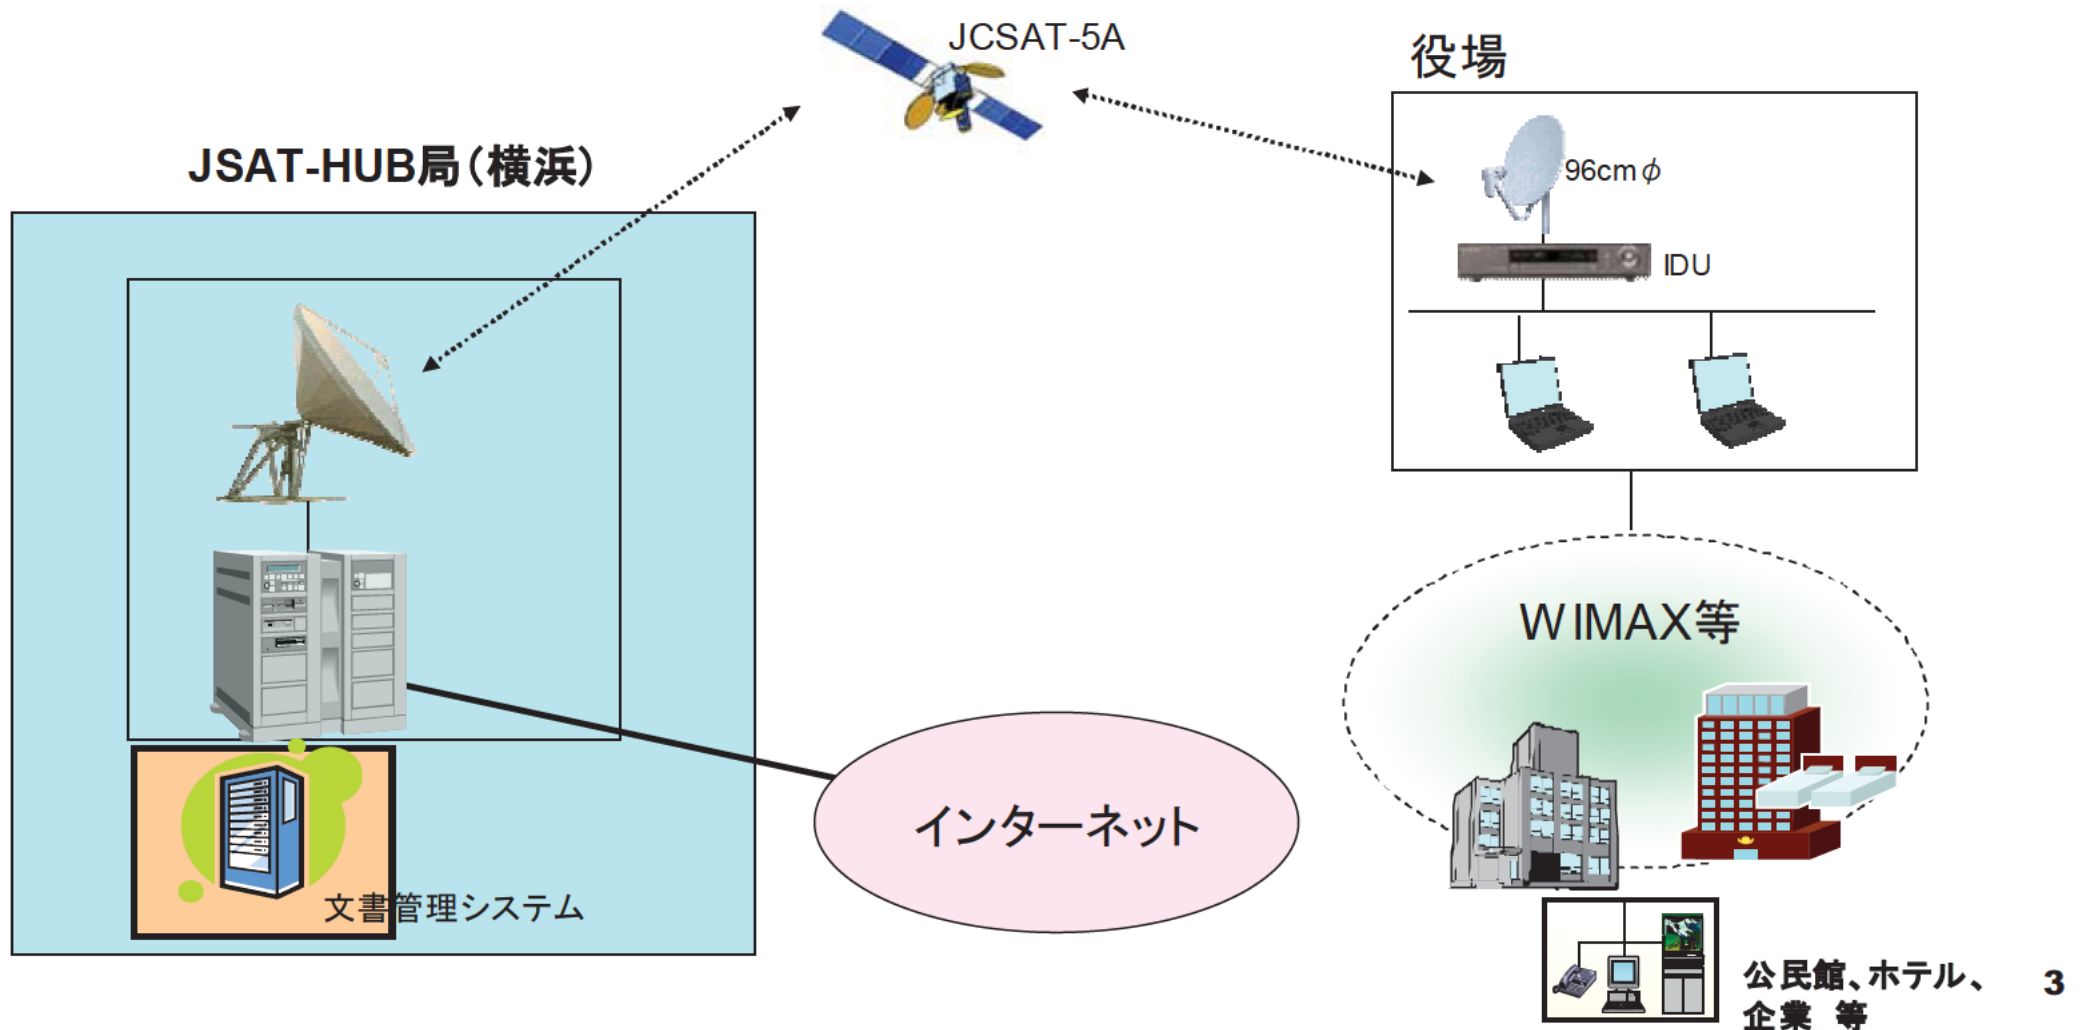 JCSAT-5A
役場
JSAT-HUB局（横浜）
96cmφ
IDU
WIMAX等
インターネット
文書管理システム
公民館、ホテル、
企業　等
3